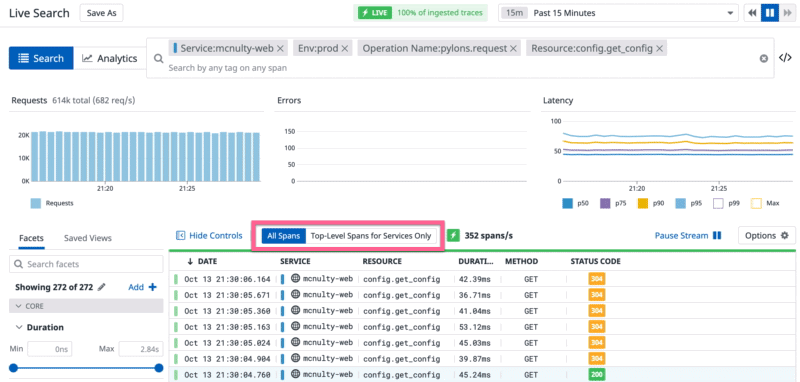 Live Search
Save As
LIVE 100% of ingested traces
15m Past 15 Minutes
Search
Analytics
Service:mcnulty-web × Env:prod × Operation Name:pylons.request × Resource:config.get_config ×
Search by any tag on any span
</>
Requests 614k total (682 req/s)
20K
10K
0K
21:20 21:25
Requests
Errors
150
100
50
0
21:20 21:25
Latency
100
50
0
21:20 21:25
p50 p75 p90 p95 p99 Max
Facets
Saved Views
Hide Controls
All Spans Top-Level Spans for Services Only
352 spans/s
Pause Stream
Options
Search facets
Showing 272 of 272
Add +
CORE
Duration
Min 0ns Max 2.84s
DATE SERVICE RESOURCE DURATI... METHOD STATUS CODE
Oct 13 21:30:06.164 mcnulty-web config.get_config 42.39ms GET 304
Oct 13 21:30:05.671 mcnulty-web config.get_config 36.71ms GET 304
Oct 13 21:30:05.360 mcnulty-web config.get_config 41.04ms GET 304
Oct 13 21:30:05.163 mcnulty-web config.get_config 53.12ms GET 304
Oct 13 21:30:05.024 mcnulty-web config.get_config 45.03ms GET 304
Oct 13 21:30:04.904 mcnulty-web config.get_config 39.87ms GET 304
Oct 13 21:30:04.760 mcnulty-web config.get_config 45.24ms GET 200